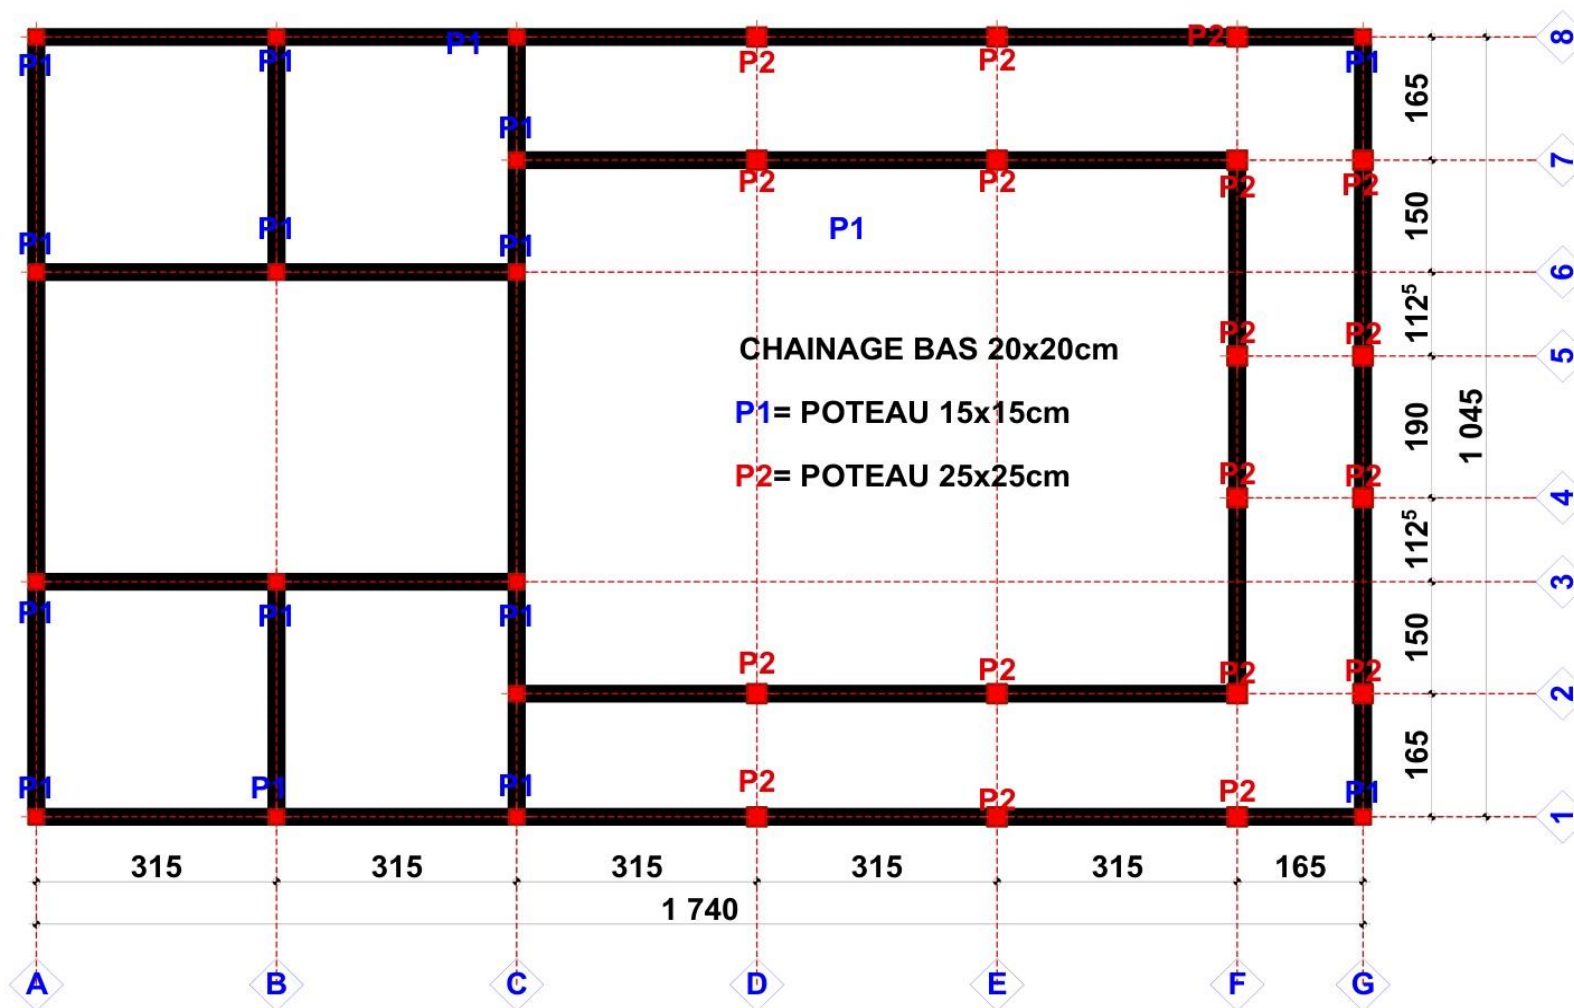 P1 P1 P1 P2 P2 P2 P1 8
165
P1
P2 P2 P2 P2 7
150
P1 P1 P1 P1
6
112⁵
P2 P2
CHAINAGE BAS 20x20cm 5
P1= POTEAU 15x15cm 190 1 045
P2= POTEAU 25x25cm P2 P2
4
112⁵
3
P1 P1 P1
150
P2 P2 P2 P2
2
165
P1 P1 P1 P2 P2 P2 P1
1
315 315 315 315 315 165
1 740
A B C D E F G